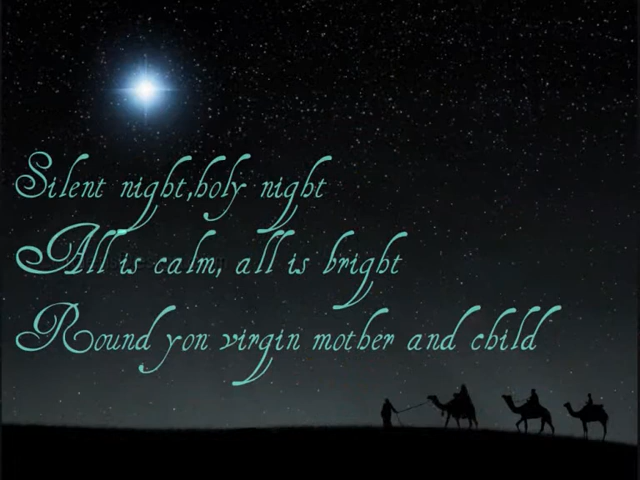 Silent night,holy night
All is calm, all is bright
Round yon virgin mother and child